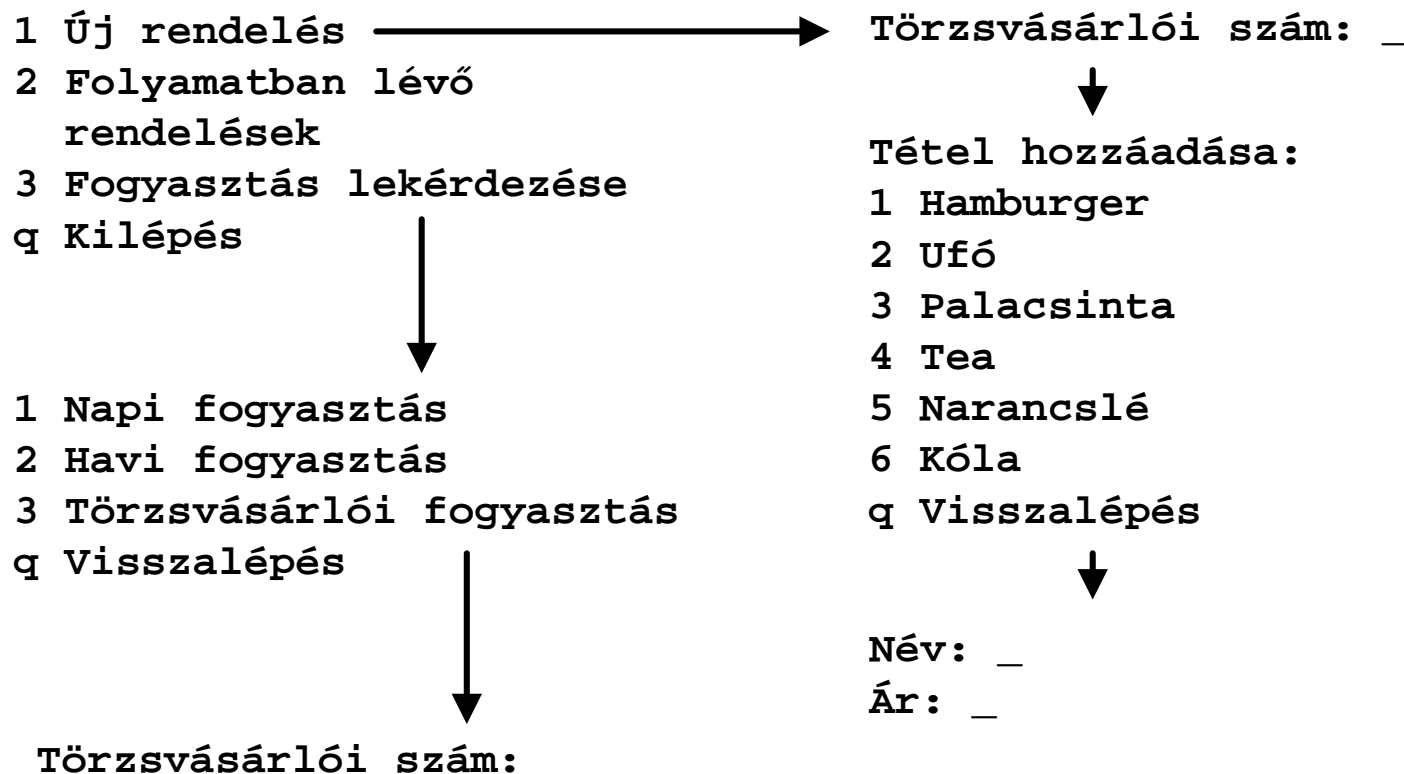 1 Új rendelés
2 Folyamatban lévő
rendelések
3 Fogyasztás lekérdezése
q Kilépés
1 Napi fogyasztás
2 Havi fogyasztás
3 Törzsvásárlói fogyasztás
q Visszalépés
Törzsvásárlói szám:
Törzsvásárlói szám: _
Tétel hozzáadása:
1 Hamburger
2 Ufó
3 Palacsinta
4 Tea
5 Narancslé
6 Kóla
q Visszalépés
Név: _
Ár: _